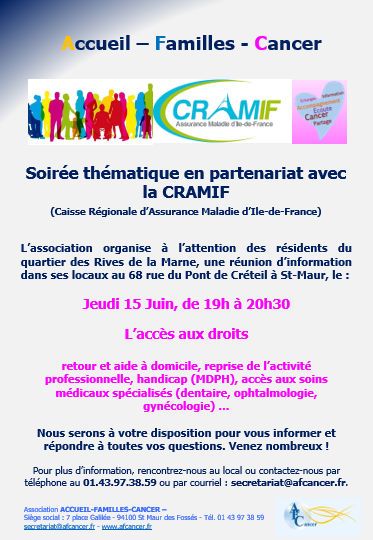 Accueil – Familles - Cancer
CRAMIF
Assurance Maladie d'Ile-de-France
Echanges Information
Accompagnement
Ecoute
Cancer
Partage
Soirée thématique en partenariat avec
la CRAMIF
(Caisse Régionale d'Assurance Maladie d'Ile-de-France)
L'association organise à l'attention des résidents du
quartier des Rives de la Marne, une réunion d'information
dans ses locaux au 68 rue du Pont de Créteil à St-Maur, le :
Jeudi 15 Juin, de 19h à 20h30
L'accès aux droits
retour et aide à domicile, reprise de l'activité
professionnelle, handicap (MDPH), accès aux soins
médicaux spécialisés (dentaire, ophtalmologie,
gynécologie) ...
Nous serons à votre disposition pour vous informer et
répondre à toutes vos questions. Venez nombreux !
Pour plus d'information, rencontrez-nous au local ou contactez-nous par
téléphone au 01.43.97.38.59 ou par courriel : secretariat@afcancer.fr.
Association ACCUEIL-FAMILLES-CANCER –
Siège social : 7 place Galilée - 94100 St Maur des Fossés - Tél. 01 43 97 38 59
secretariat@afcancer.fr - www.afcancer.fr
AFCancer